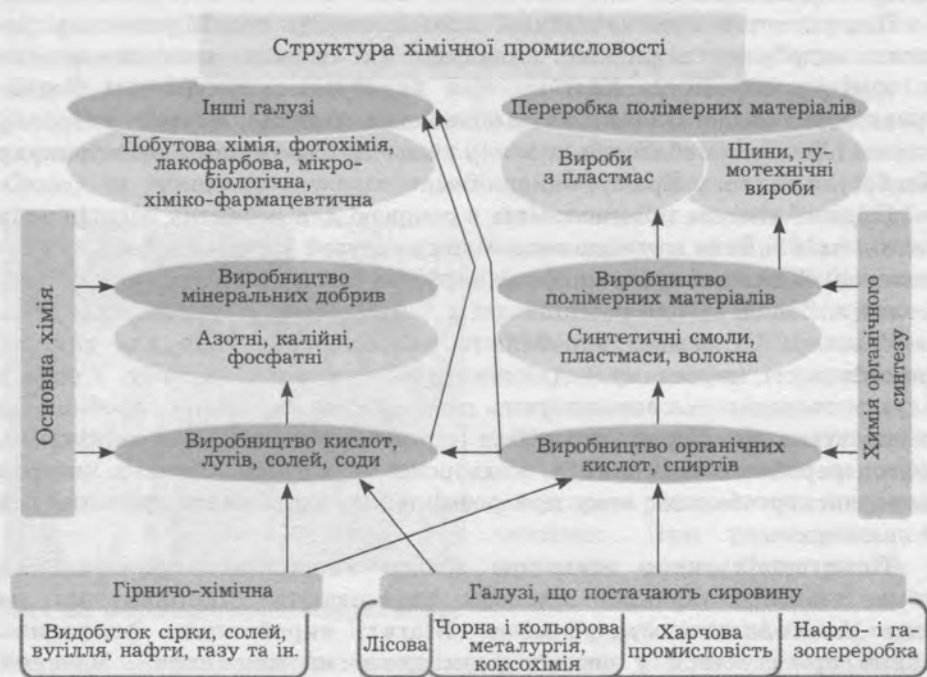 Структура хімічної промисловості
Інші галузі
Побутова хімія, фотохімія,
лакофарбова, мікро-
біологічна,
хіміко-фармацевтична
Переробка полімерних матеріалів
Вироби
з пластмас
Шини, гу-
мотехнічні
вироби
Основна хімія
Виробництво
мінеральних добрив
Азотні, калійні,
фосфатні
Виробництво
полімерних матеріалів
Синтетичні смоли,
пластмаси, волокна
Химія органічного
синтезу
Виробництво кислот,
лугів, солей, соди
Виробництво органічних
кислот, спиртів
Гірничо-хімічна
Видобуток сірки, солей,
вугілля, нафти, газу та ін.
Галузі, що постачають сировину
Лісова
Чорна і кольорова
металургія,
коксохімія
Харчова
промисловість
Нафто- і га-
зопереробка